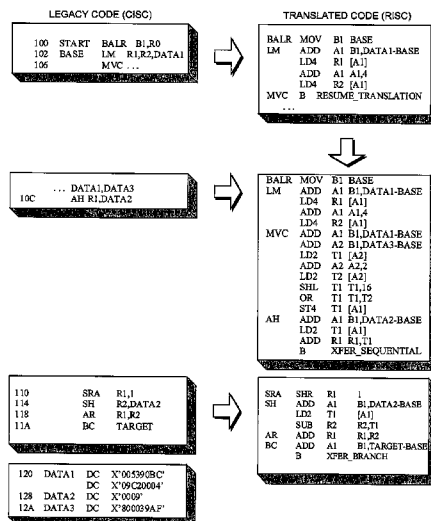 LEGACY CODE (CISC)
100 START BALR B1,R0
102 BASE LM R1,R2,DATA1
106 MVC ...
... DATA1,DATA3
10C AH R1,DATA2
110 SRA R1,1
114 SH R2,DATA2
118 AR R1,R2
11A BC TARGET
120 DATA1 DC X'005390BC'
DC X'09C20004'
128 DATA2 DC X'0009'
12A DATA3 DC X'800039AF'
TRANSLATED CODE (RISC)
BALR MOV B1 BASE
LM ADD A1 B1,DATA1-BASE
LD4 R1 [A1]
ADD A1 A1,4
LD4 R2 [A1]
MVC B RESUME_TRANSLATION
...
BALR MOV B1 BASE
LM ADD A1 B1,DATA1-BASE
LD4 R1 [A1]
ADD A1 A1,4
LD4 R2 [A1]
MVC ADD A1 B1,DATA1-BASE
ADD A2 B1,DATA3-BASE
LD2 T1 [A2]
ADD A2 A2,2
LD2 T2 [A2]
SHL T1 T1,16
OR T1 T1,T2
ST4 T1 [A1]
AH ADD A1 B1,DATA2-BASE
LD2 T1 [A1]
ADD R1 R1,T1
B XFER_SEQUENTIAL
SRA SHR R1 1
SH ADD A1 B1,DATA2-BASE
LD2 T1 [A1]
SUB R2 R2,T1
AR ADD R1 R1,R2
BC ADD A1 B1,TARGET-BASE
B XFER_BRANCH